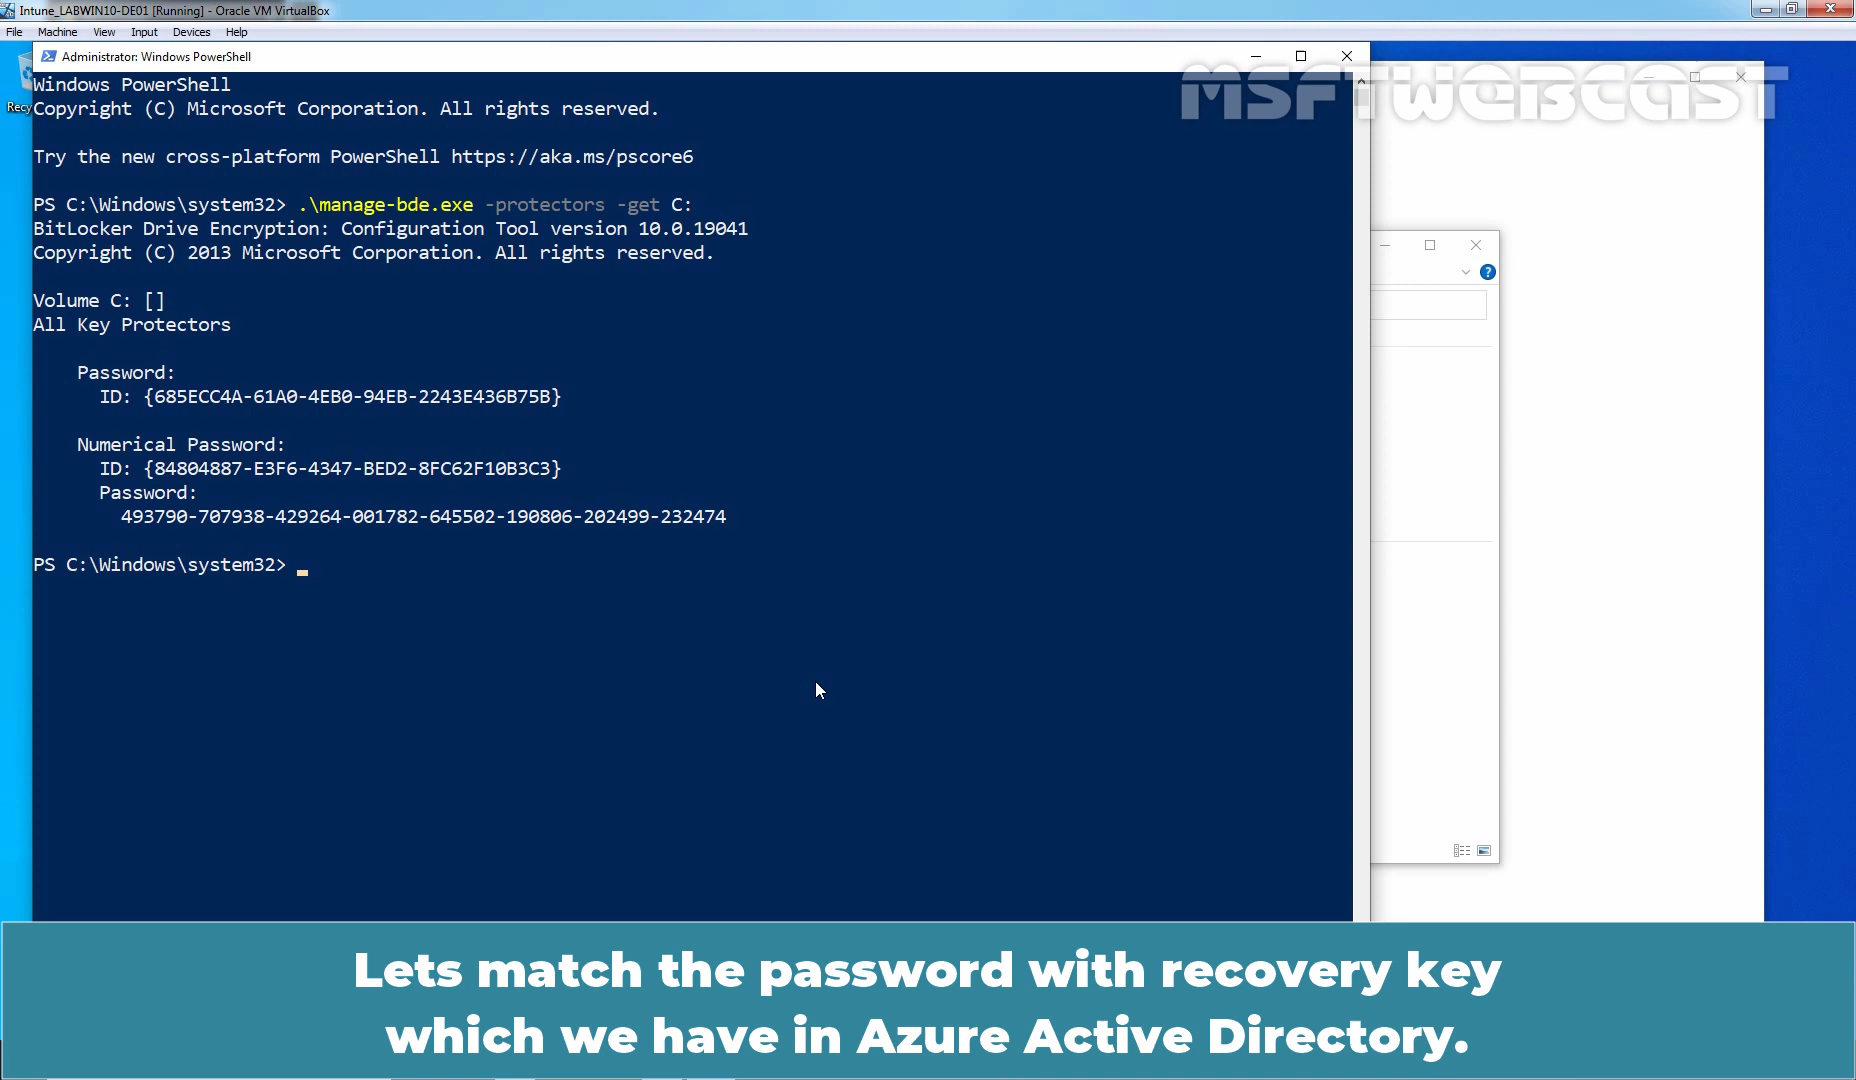 Intune_LABWIN10-DE01 [Running] - Oracle VM VirtualBox
File Machine View Input Devices Help
Administrator: Windows PowerShell
MSFTWEBCAST
Recy
Windows PowerShell
Copyright (C) Microsoft Corporation. All rights reserved.
Try the new cross-platform PowerShell https://aka.ms/pscore6
PS C:\Windows\system32> .\manage-bde.exe -protectors -get C:
BitLocker Drive Encryption: Configuration Tool version 10.0.19041
Copyright (C) 2013 Microsoft Corporation. All rights reserved.
Volume C: []
All Key Protectors
Password:
ID: {685ECC4A-61A0-4EB0-94EB-2243E436B75B}
Numerical Password:
ID: {84804887-E3F6-4347-BED2-8FC62F10B3C3}
Password:
493790-707938-429264-001782-645502-190806-202499-232474
PS C:\Windows\system32>
Lets match the password with recovery key
which we have in Azure Active Directory.